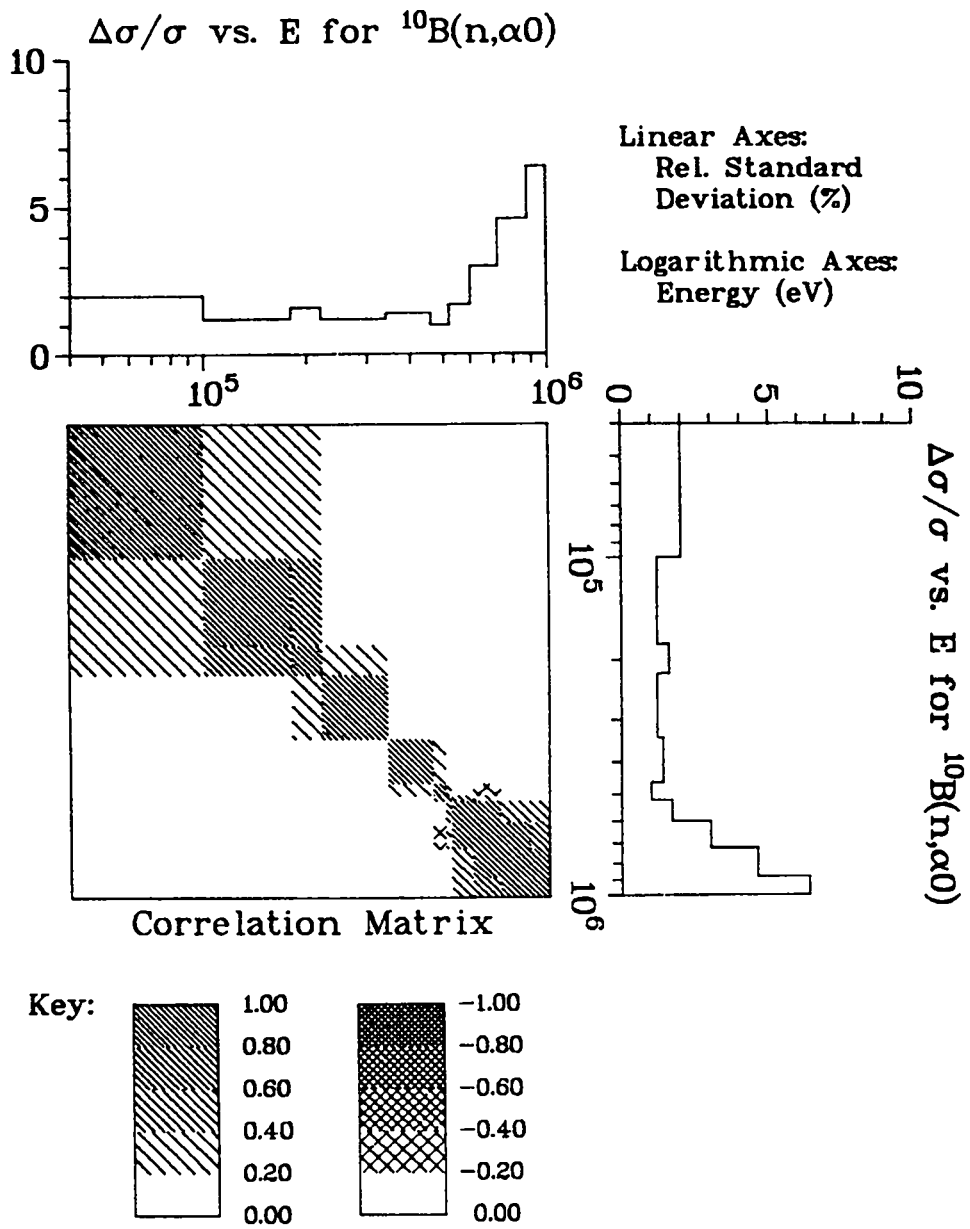 Δσ/σ vs. E for ¹⁰B(n,α0)
10
5
0
10⁵
10⁶
Linear Axes:
Rel. Standard
Deviation (%)
Logarithmic Axes:
Energy (eV)
0
5
10
10⁵
10⁶
Δσ/σ vs. E for ¹⁰B(n,α0)
Correlation Matrix
Key:
1.00
0.80
0.60
0.40
0.20
0.00
-1.00
-0.80
-0.60
-0.40
-0.20
0.00